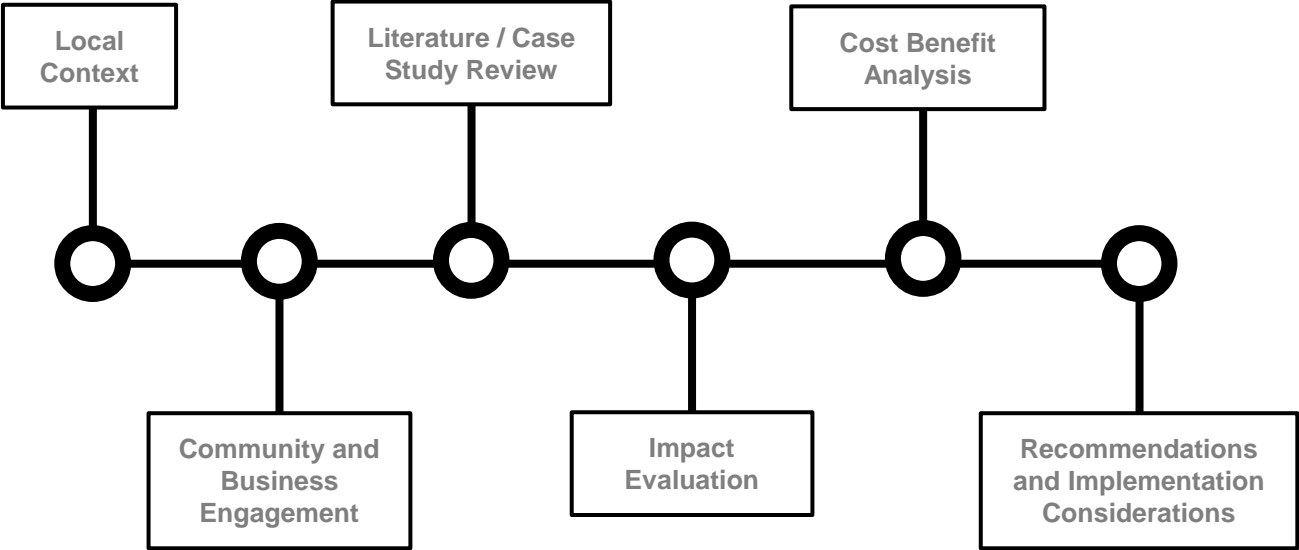 Local
Context
Literature / Case
Study Review
Cost Benefit
Analysis
Community and
Business
Engagement
Impact
Evaluation
Recommendations
and Implementation
Considerations